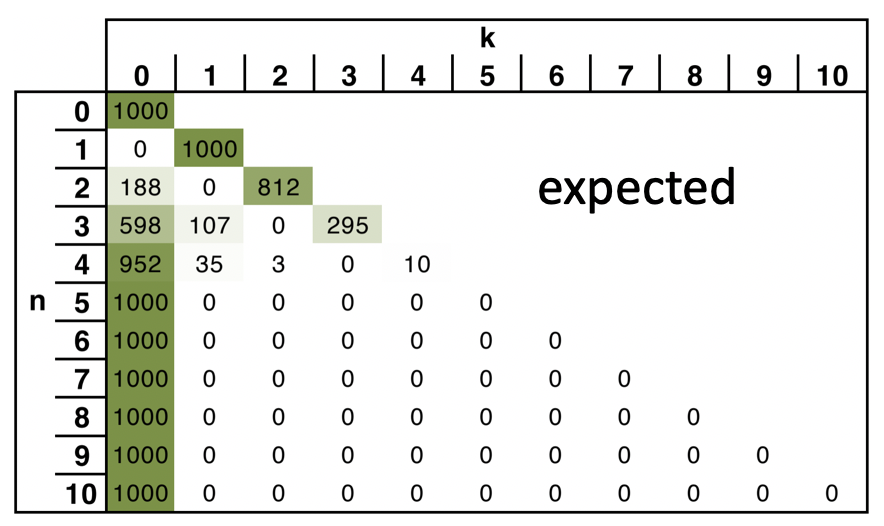 k
0 1 2 3 4 5 6 7 8 9 10
0 1000
1 0 1000
expected
2 188 0 812
3 598 107 0 295
4 952 35 3 0 10
n 5 1000 0 0 0 0 0
6 1000 0 0 0 0 0 0
7 1000 0 0 0 0 0 0 0
8 1000 0 0 0 0 0 0 0 0
9 1000 0 0 0 0 0 0 0 0 0
10 1000 0 0 0 0 0 0 0 0 0 0